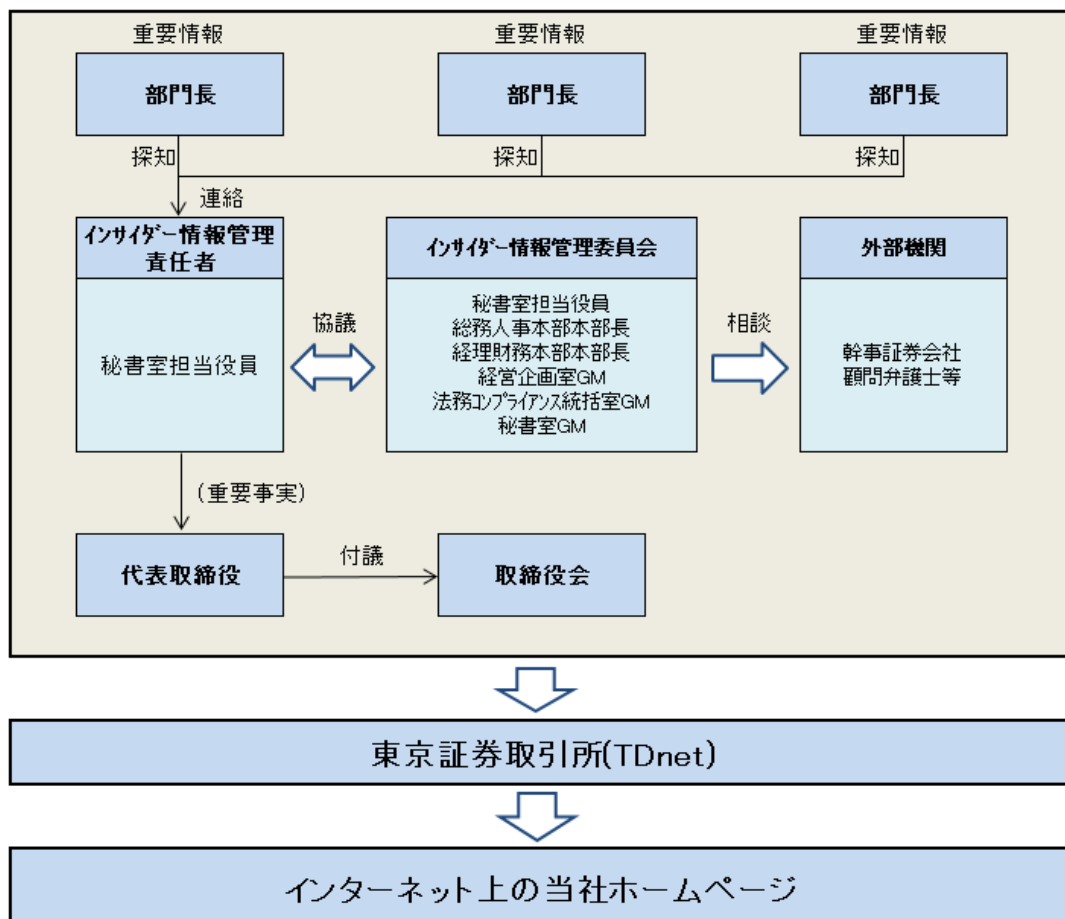 重要情報
重要情報
重要情報
部門長
部門長
部門長
探知
探知
探知
連絡
インサイダー情報管理
責任者
秘書室担当役員
協議
インサイダー情報管理委員会
秘書室担当役員
総務人事本部本部長
経理財務本部本部長
経営企画室GM
法務コンプライアンス統括室GM
秘書室GM
相談
外部機関
幹事証券会社
顧問弁護士等
(重要事実)
代表取締役
付議
取締役会
東京証券取引所(TDnet)
インターネット上の当社ホームページ